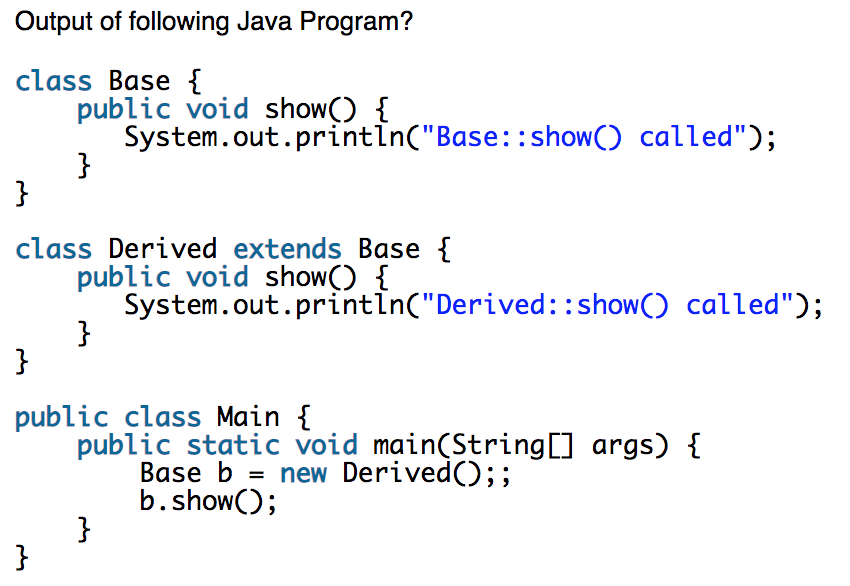 Output of following Java Program?
class Base {
    public void show() {
       System.out.println("Base::show() called");
    }
}
class Derived extends Base {
    public void show() {
       System.out.println("Derived::show() called");
    }
}
public class Main {
    public static void main(String[] args) {
        Base b = new Derived();;
        b.show();
    }
}